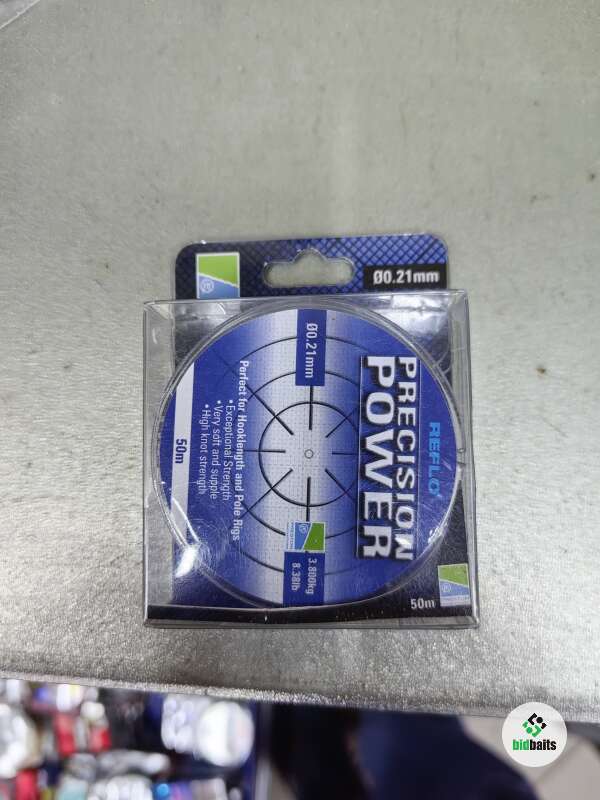 Ø0.21mm
REFLO
PRECISION
POWER
Ø0.21mm
Perfect for Hooklength and Pole Rigs
• Exceptional Strength
• Very soft and supple
• High knot strength
50m
3.800kg
8.38lb
50m
bidbaits